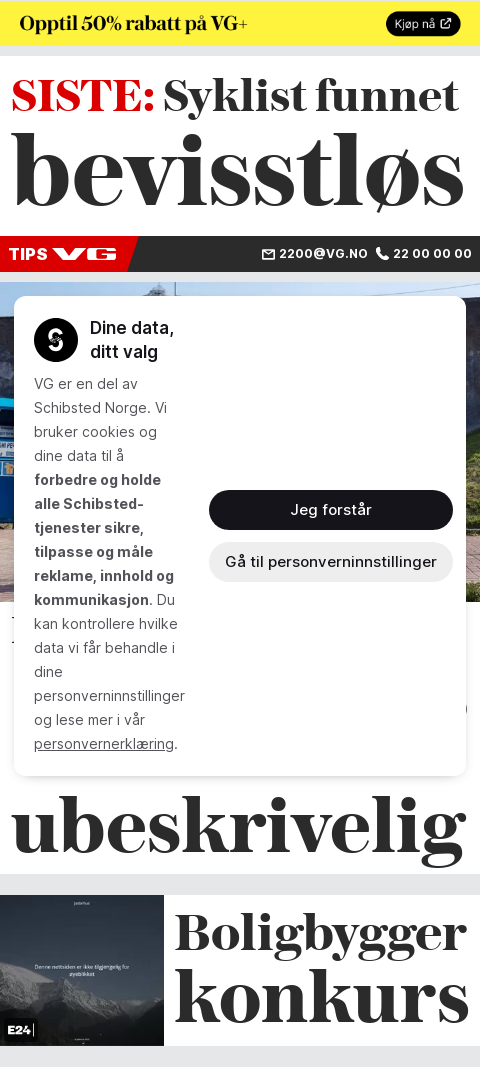 Opptil 50% rabatt på VG+
Kjøp nå
SISTE: Syklist funnet
bevisstløs
TIPS VG
2200@VG.NO
22 00 00 00
Dine data,
ditt valg
VG er en del av
Schibsted Norge. Vi
bruker cookies og
dine data til å
forbedre og holde
alle Schibsted-
tjenester sikre,
tilpasse og måle
reklame, innhold og
kommunikasjon. Du
kan kontrollere hvilke
data vi får behandle i
dine
personverninnstillinger
og lese mer i vår
personvernerklæring.
Jeg forstår
Gå til personverninnstillinger
ubeskrivelig
Denne nettsiden er ikke tilgjengelig for
øyeblikket
E24
Boligbygger
konkurs